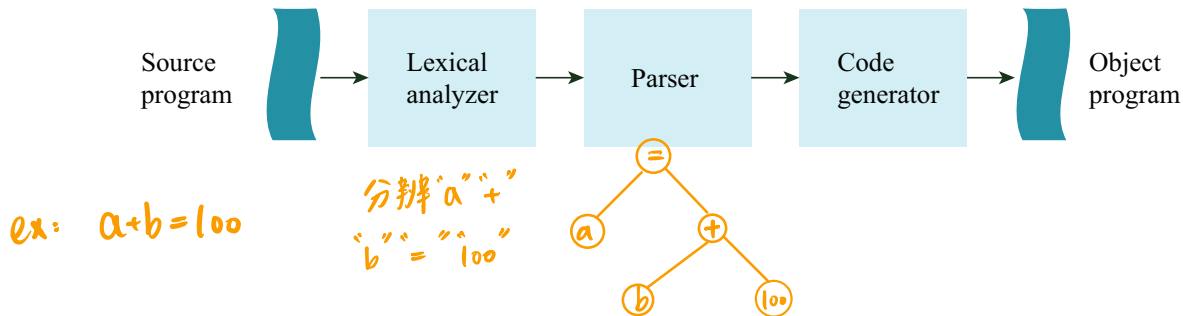 Source program
Lexical analyzer
Parser
Code generator
Object program
ex: a+b=100
分辨"a" "+"
"b" "=" "100"
=
a
+
b
100